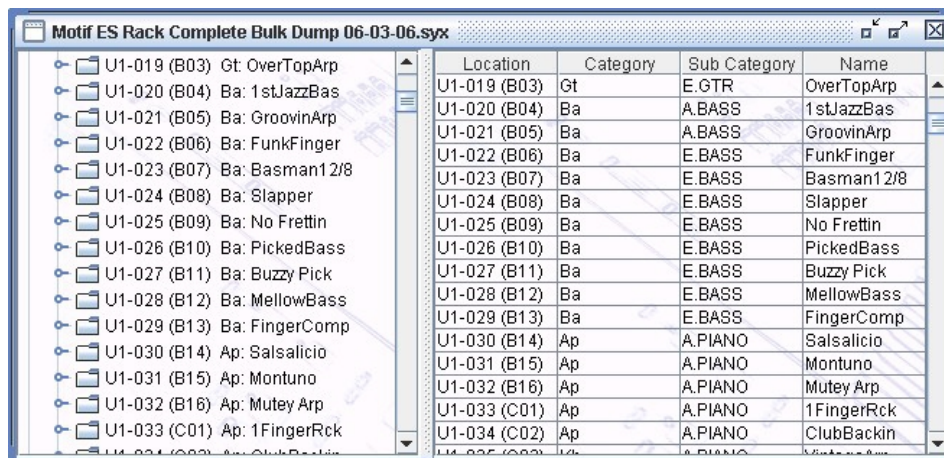 Motif ES Rack Complete Bulk Dump 06-03-06.syx
U1-019 (B03) Gt: OverTopArp
U1-020 (B04) Ba: 1stJazzBas
U1-021 (B05) Ba: GroovinArp
U1-022 (B06) Ba: FunkFinger
U1-023 (B07) Ba: Basman12/8
U1-024 (B08) Ba: Slapper
U1-025 (B09) Ba: No Frettin
U1-026 (B10) Ba: PickedBass
U1-027 (B11) Ba: Buzzy Pick
U1-028 (B12) Ba: MellowBass
U1-029 (B13) Ba: FingerComp
U1-030 (B14) Ap: Salsalicio
U1-031 (B15) Ap: Montuno
U1-032 (B16) Ap: Mutey Arp
U1-033 (C01) Ap: 1FingerRck
Location Category Sub Category Name
U1-019 (B03) Gt E.GTR OverTopArp
U1-020 (B04) Ba A.BASS 1stJazzBas
U1-021 (B05) Ba A.BASS GroovinArp
U1-022 (B06) Ba E.BASS FunkFinger
U1-023 (B07) Ba E.BASS Basman12/8
U1-024 (B08) Ba E.BASS Slapper
U1-025 (B09) Ba E.BASS No Frettin
U1-026 (B10) Ba E.BASS PickedBass
U1-027 (B11) Ba E.BASS Buzzy Pick
U1-028 (B12) Ba E.BASS MellowBass
U1-029 (B13) Ba E.BASS FingerComp
U1-030 (B14) Ap A.PIANO Salsalicio
U1-031 (B15) Ap A.PIANO Montuno
U1-032 (B16) Ap A.PIANO Mutey Arp
U1-033 (C01) Ap A.PIANO 1FingerRck
U1-034 (C02) Ap A.PIANO ClubBackin